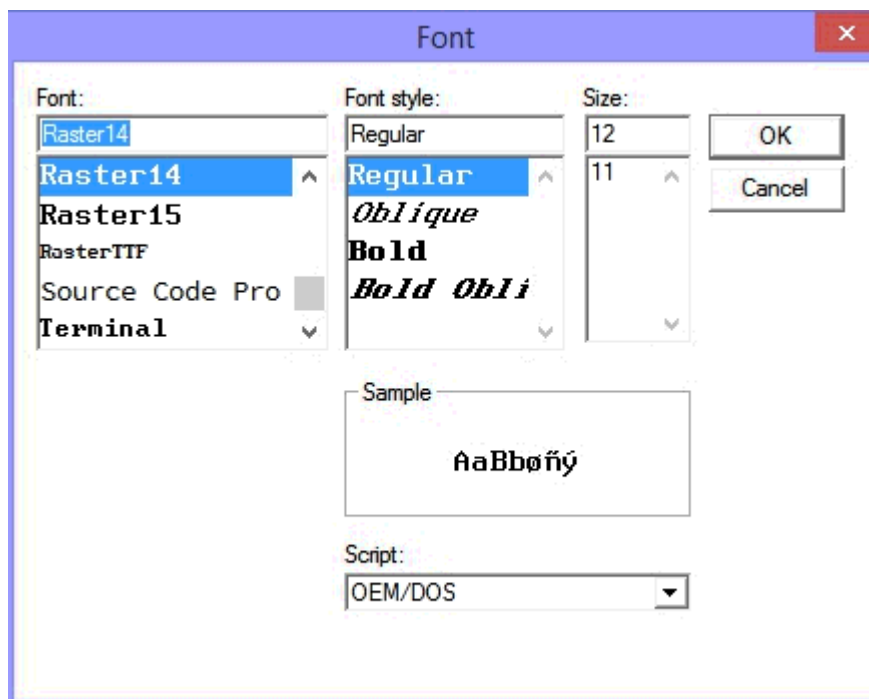 Font
Font:
Font style:
Size:
Raster14
Regular
12
OK
Raster14
Regular
11
Cancel
Raster15
Oblique
RasterTTF
Bold
Source Code Pro
Bold Obli
Terminal
Sample
AaBbøñý
Script:
OEM/DOS